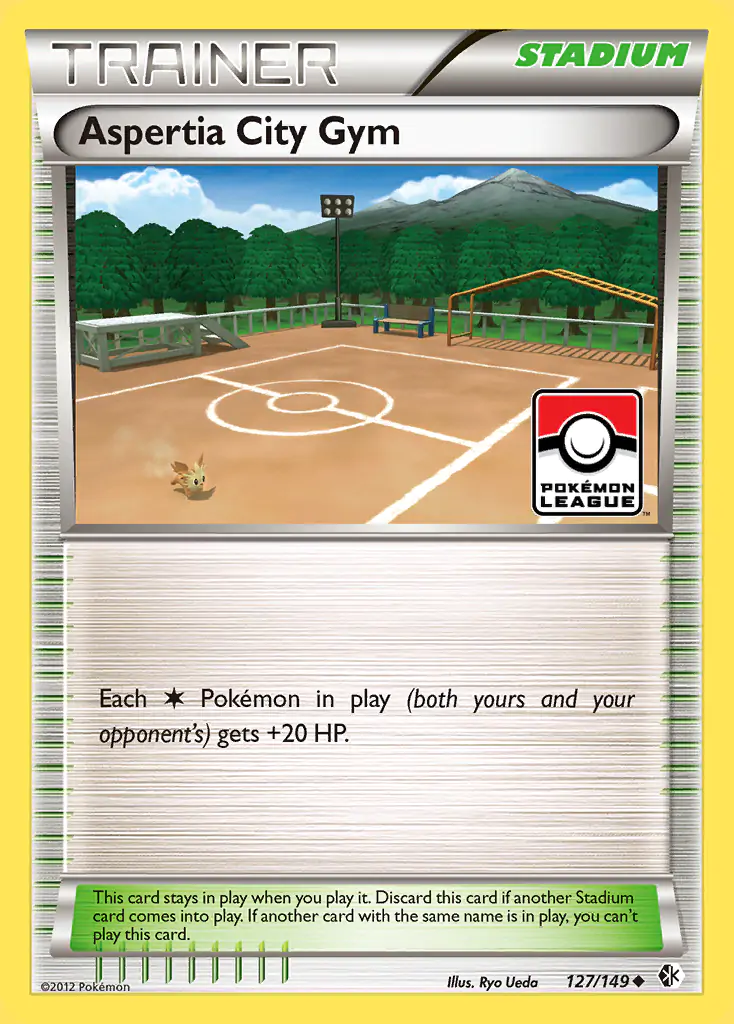 TRAINER
STADIUM
Aspertia City Gym
POKÉMON
LEAGUE
™
Each Pokémon in play (both yours and your
opponent's) gets +20 HP.
This card stays in play when you play it. Discard this card if another Stadium
card comes into play. If another card with the same name is in play, you can't
play this card.
©2012 Pokémon
Illus. Ryo Ueda
127/149